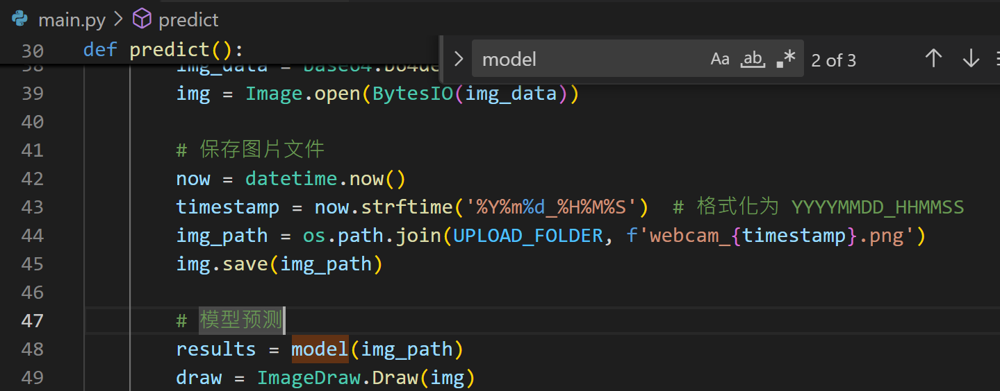 main.py > predict
30 def predict():
model Aa ab .* 2 of 3
38 img_data = base64.b64de
39 img = Image.open(BytesIO(img_data))
40
41 # 保存图片文件
42 now = datetime.now()
43 timestamp = now.strftime('%Y%m%d_%H%M%S')  # 格式化为 YYYYMMDD_HHMMSS
44 img_path = os.path.join(UPLOAD_FOLDER, f'webcam_{timestamp}.png')
45 img.save(img_path)
46
47 # 模型预测
48 results = model(img_path)
49 draw = ImageDraw.Draw(img)